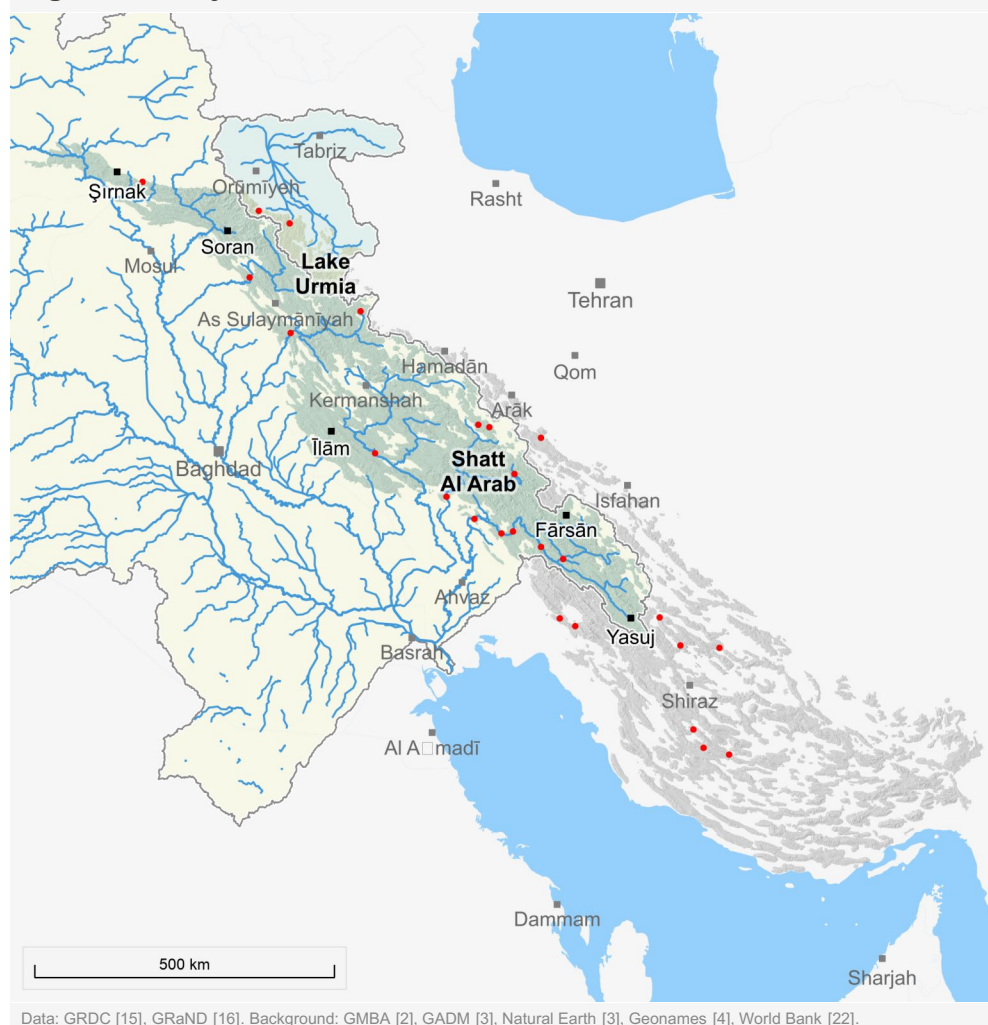 Tabriz
Orūmīyeh
Rasht
Şırnak
Soran
Mosul
Lake
Urmia
Tehran
As Sulaymānīyah
Hamadān
Qom
Kermanshah
Arāk
Īlām
Shatt
Al Arab
Baghdad
Isfahan
Fārsān
Ahvaz
Yasuj
Basrah
Shiraz
Al A□madī
Dammam
500 km
Sharjah
Data: GRDC [15], GRanD [16]. Background: GMBA [2], GADM [3], Natural Earth [3], Geonames [4], World Bank [22].